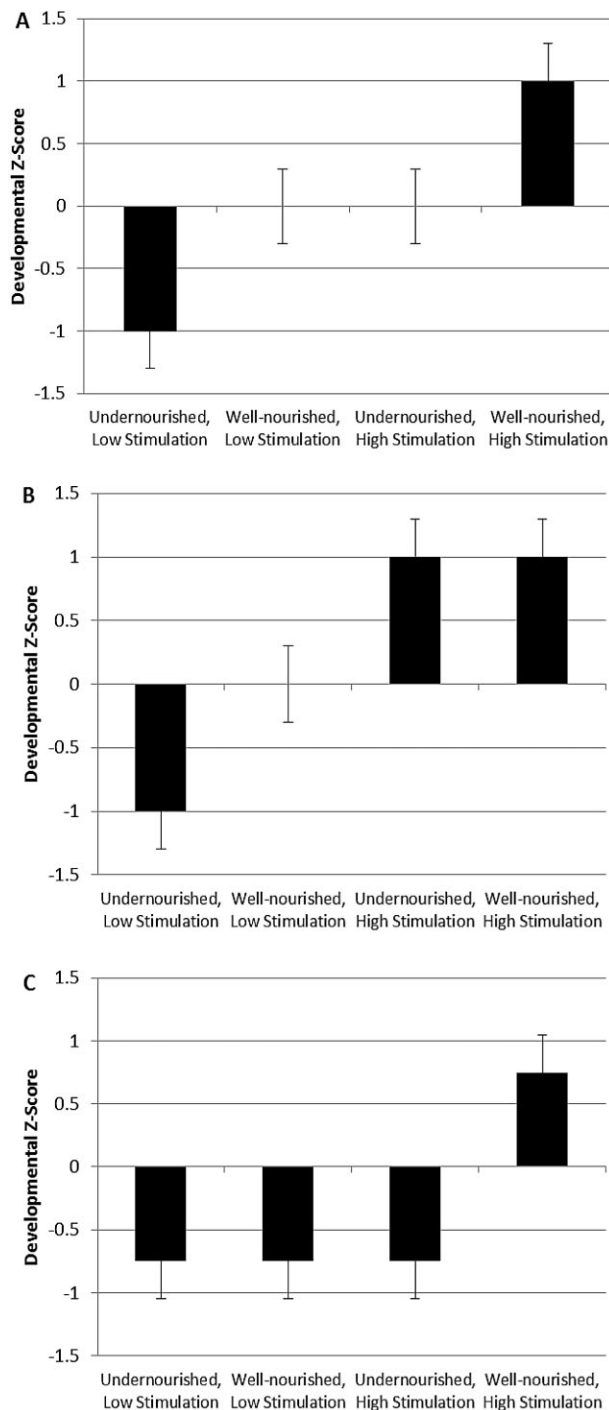 A
1.5
1
0.5
0
-0.5
-1
-1.5
Developmental Z-Score
Undernourished, Well-nourished, Undernourished, Well-nourished,
Low Stimulation Low Stimulation High Stimulation High Stimulation
B
1.5
1
0.5
0
-0.5
-1
-1.5
Developmental Z-Score
Undernourished, Well-nourished, Undernourished, Well-nourished,
Low Stimulation Low Stimulation High Stimulation High Stimulation
C
1.5
1
0.5
0
-0.5
-1
-1.5
Developmental Z-Score
Undernourished, Well-nourished, Undernourished, Well-nourished,
Low Stimulation Low Stimulation High Stimulation High Stimulation